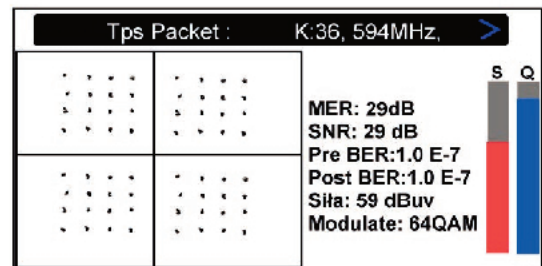 Tps Packet : K:36, 594MHz, >
S Q
MER: 29dB
SNR: 29 dB
Pre BER:1.0 E-7
Post BER:1.0 E-7
Siła: 59 dBuv
Modulate: 64QAM